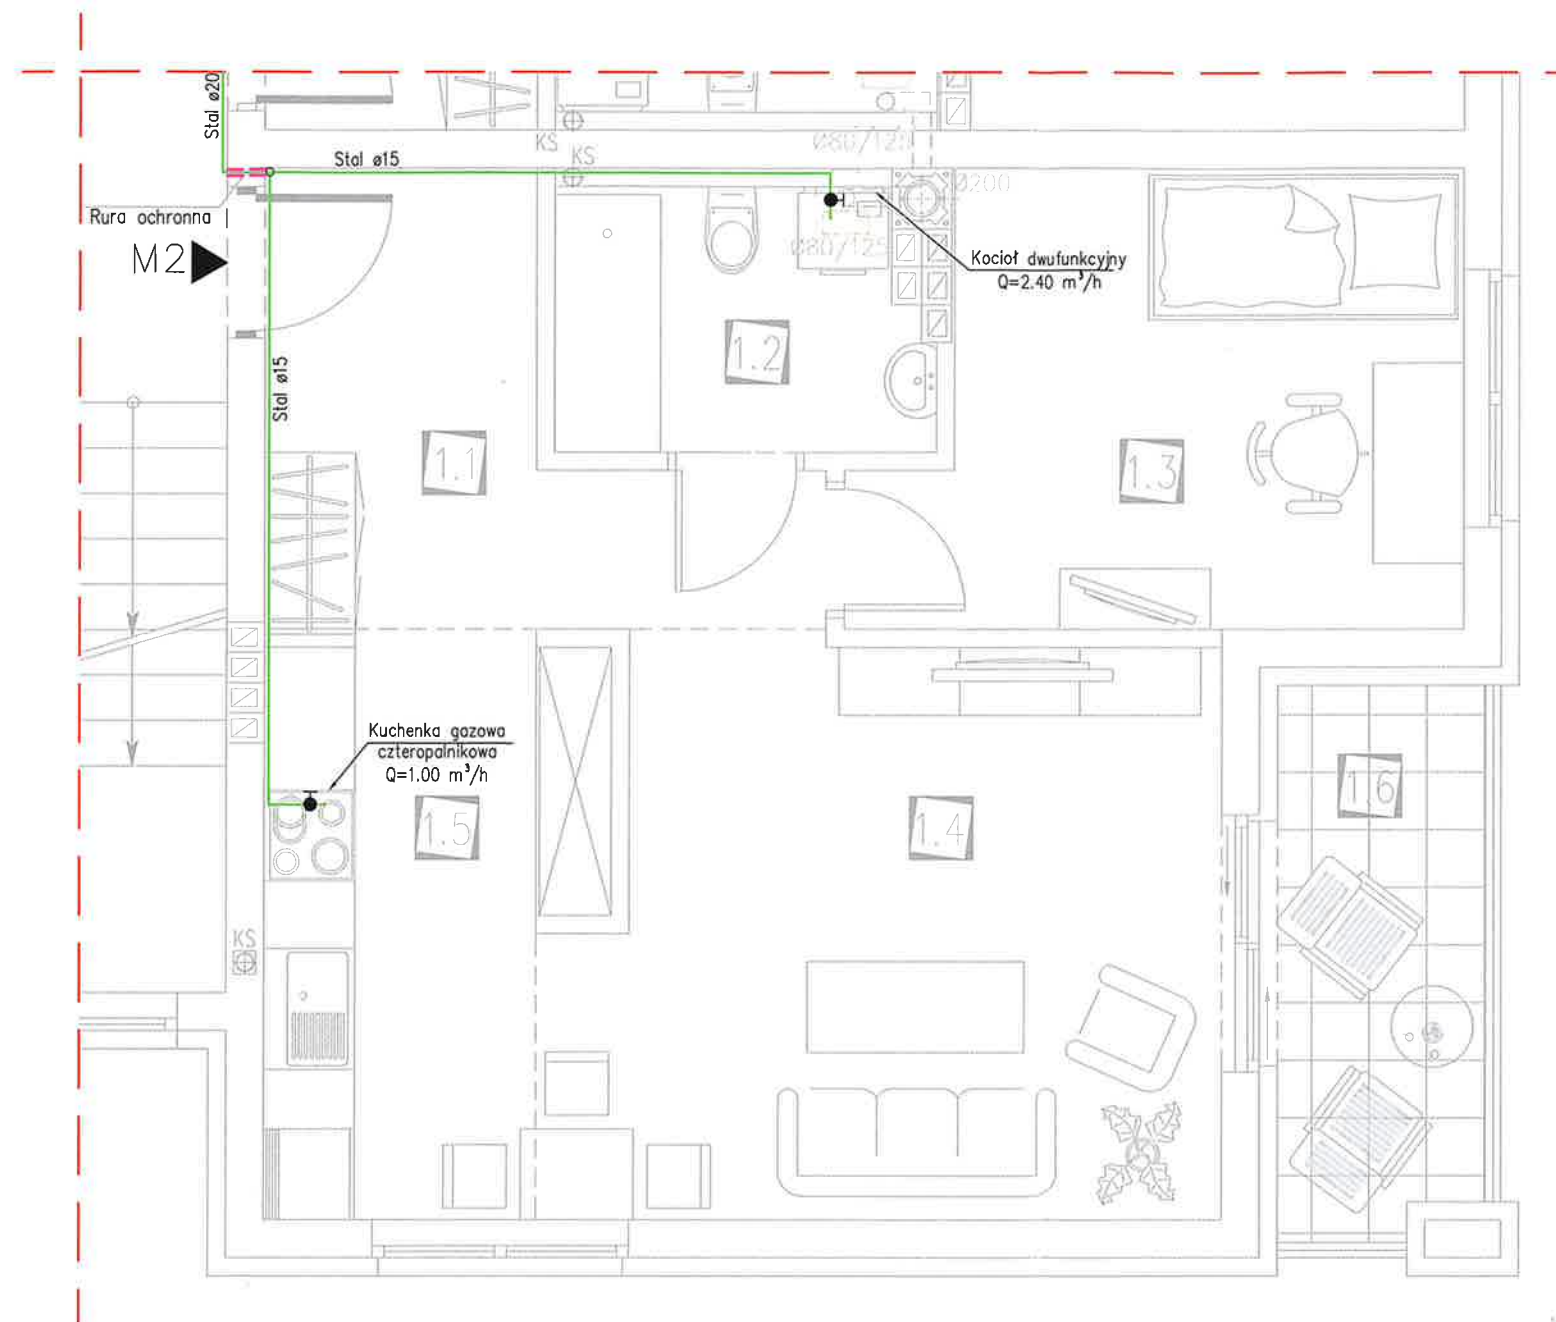 Stal ø20
KS
Ø80/125
Stal ø15
KS
Ø200
Rura ochronna
M2
Ø80/125
Kocioł dwufunkcyjny
Q=2.40 m³/h
1.2
Stal ø15
1.1
1.3
Kuchenka gazowa
czteropalnikowa
Q=1.00 m³/h
1.5
1.4
1.6
KS